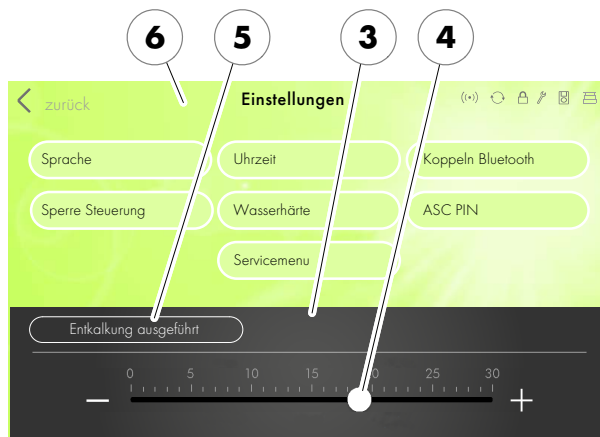 6 5 3 4
zurück Einstellungen
Sprache Uhrzeit Koppeln Bluetooth
Sperre Steuerung Wasserhärte ASC PIN
Servicemenu
Entkalkung ausgeführt
0 5 10 15 20 25 30
− +